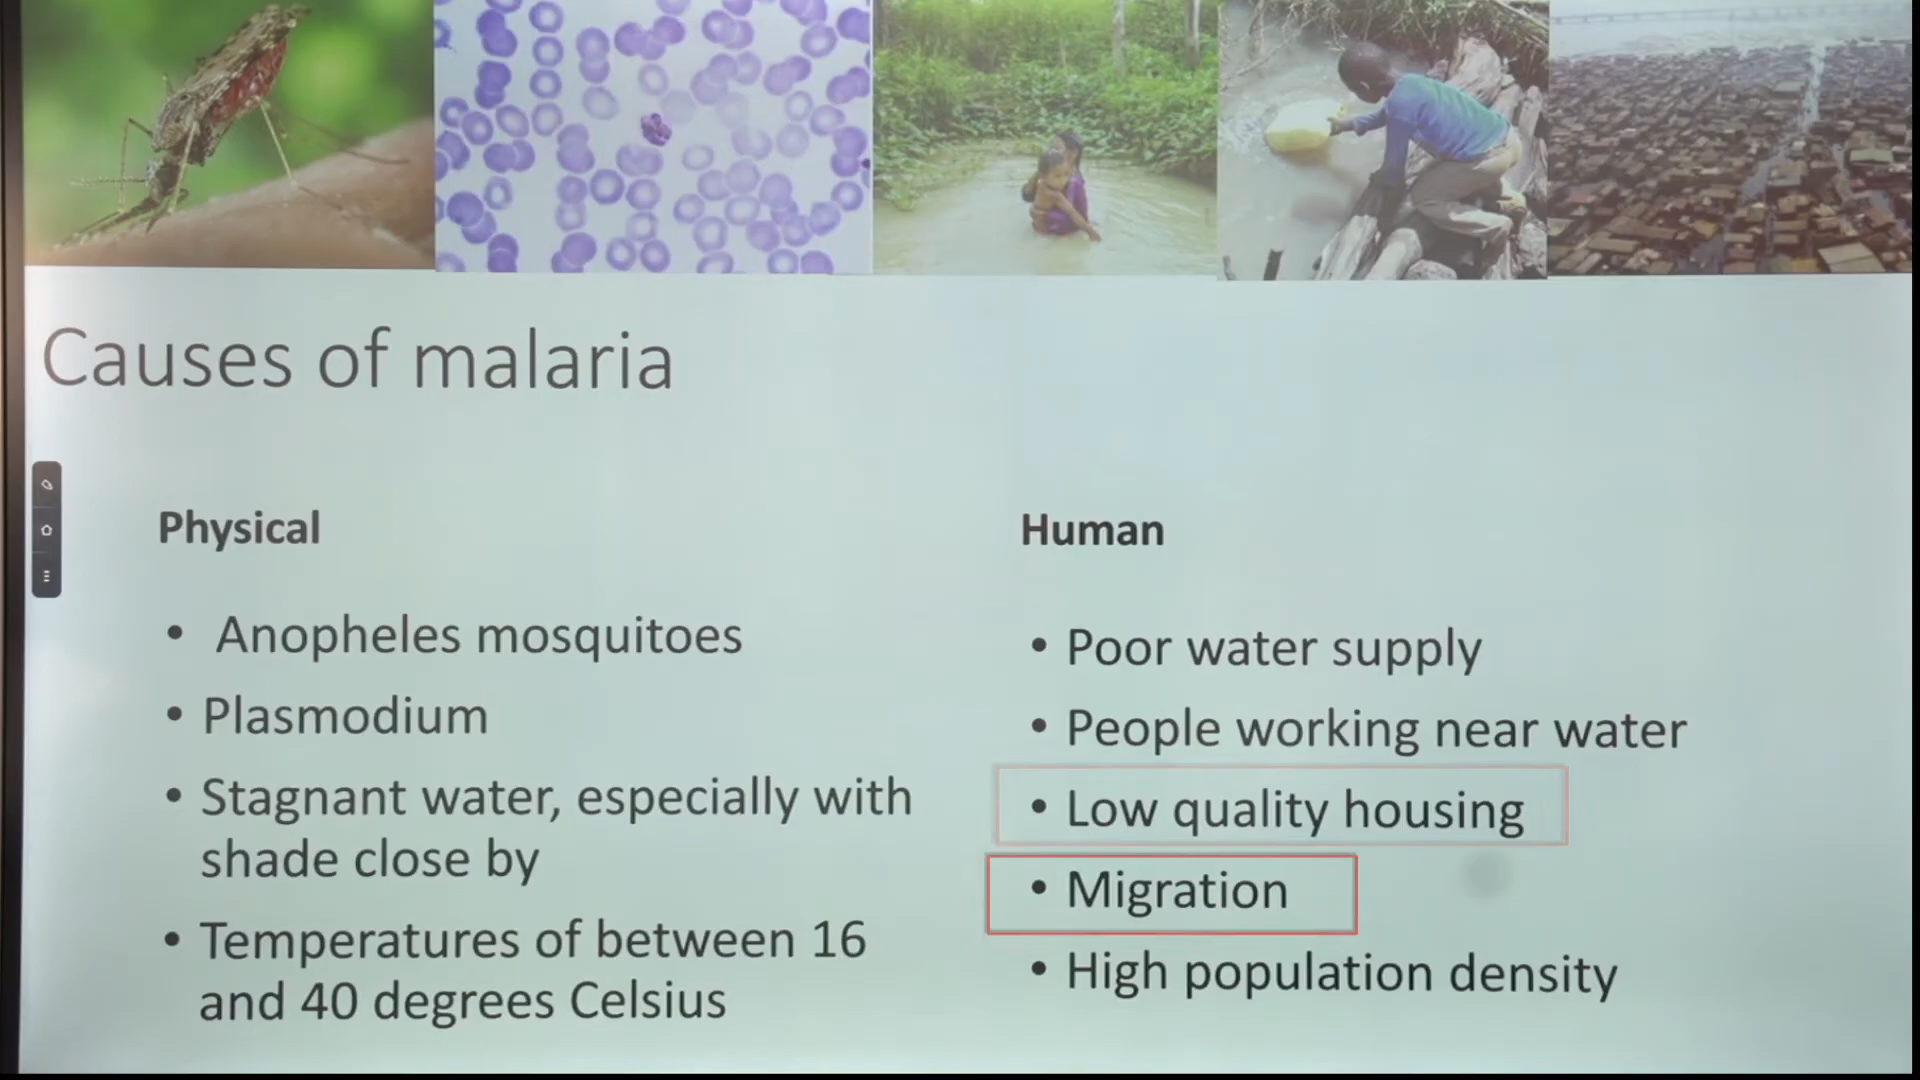 Causes of malaria
Physical
• Anopheles mosquitoes
• Plasmodium
• Stagnant water, especially with
shade close by
• Temperatures of between 16
and 40 degrees Celsius
Human
• Poor water supply
• People working near water
• Low quality housing
• Migration
• High population density